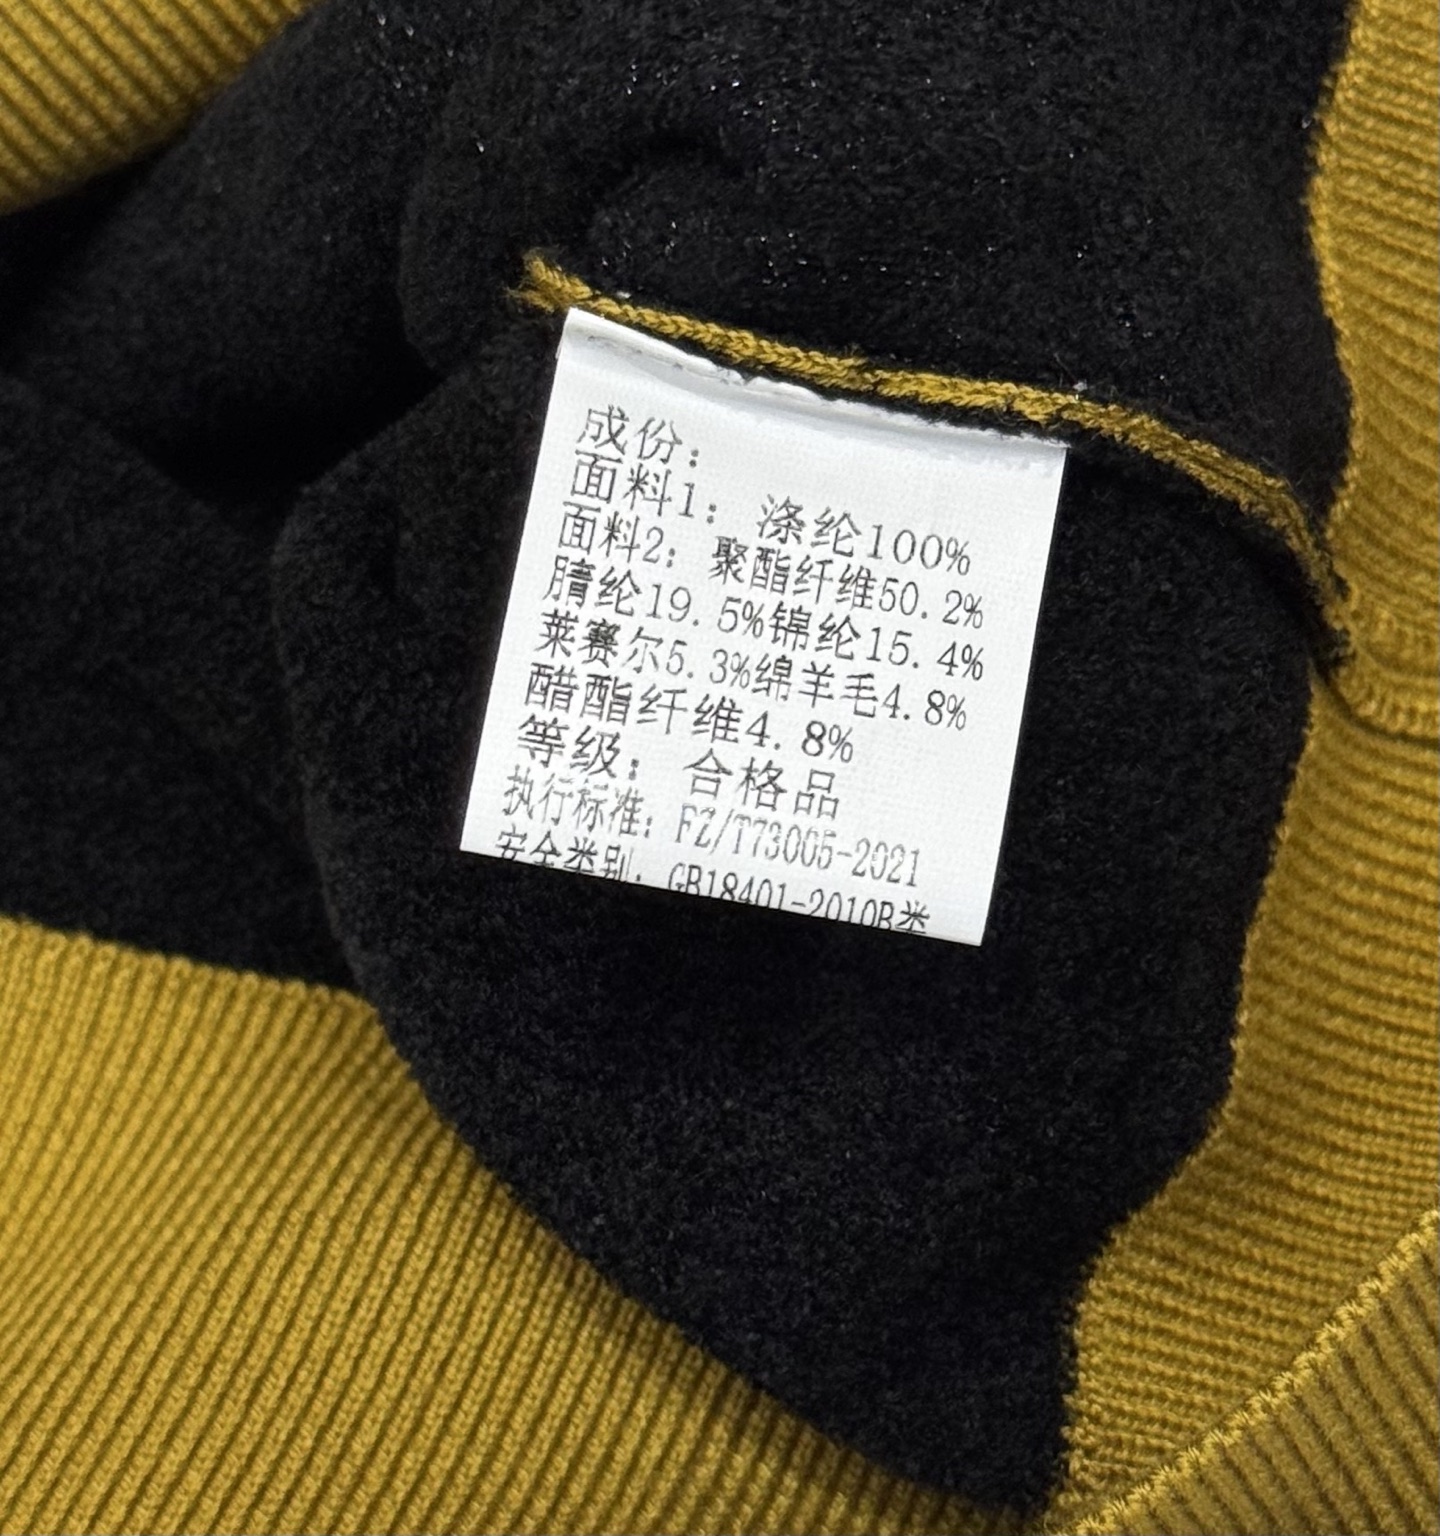 成份：
面料1： 涤纶100%
面料2：聚酯纤维50.2%
腈纶19.5%锦纶15.4%
莱赛尔5.3%绵羊毛4.8%
醋酯纤维4.8%
等级： 合格品
执行标准：FZ/T73005-2021
安全类别：GB18401-2010B类